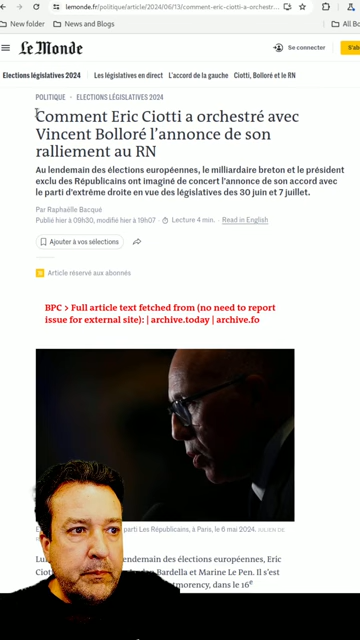 lemonde.fr/politique/article/2024/06/13/comment-eric-ciotti-a-orchestr...
New folder
News and Blogs
All Bo
Le Monde
Se connecter
S'abo
Elections législatives 2024
Les législatives en direct
L'accord de la gauche
Ciotti, Bolloré et le RN
POLITIQUE · ELECTIONS LÉGISLATIVES 2024
Comment Eric Ciotti a orchestré avec
Vincent Bolloré l'annonce de son
ralliement au RN
Au lendemain des élections européennes, le milliardaire breton et le président
exclu des Républicains ont imaginé de concert l'annonce de son accord avec
le parti d'extrême droite en vue des législatives des 30 juin et 7 juillet.
Par Raphaëlle Bacqué
Publié hier à 09h30, modifié hier à 19h07
Lecture 4 min.
Read in English
Ajouter à vos sélections
Article réservé aux abonnés
BPC > Full article text fetched from (no need to report
issue for external site): | archive.today | archive.fo
parti Les Républicains, à Paris, le 6 mai 2024. JULIEN DE
endemain des élections européennes, Eric
Bardella et Marine Le Pen. Il s'est
tmorency, dans le 16e